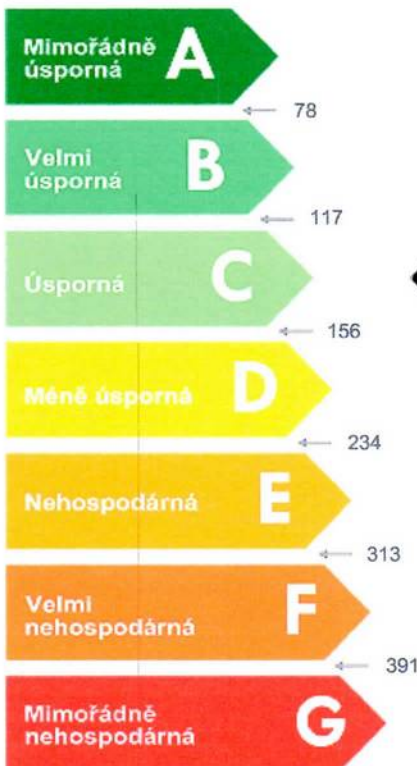 Mimořádně
úsporná A
78
Velmi
úsporná B
117
Úsporná C
156
Méně úsporná D
234
Nehospodárná E
313
Velmi
nehospodárná F
391
Mimořádně
nehospodárná G